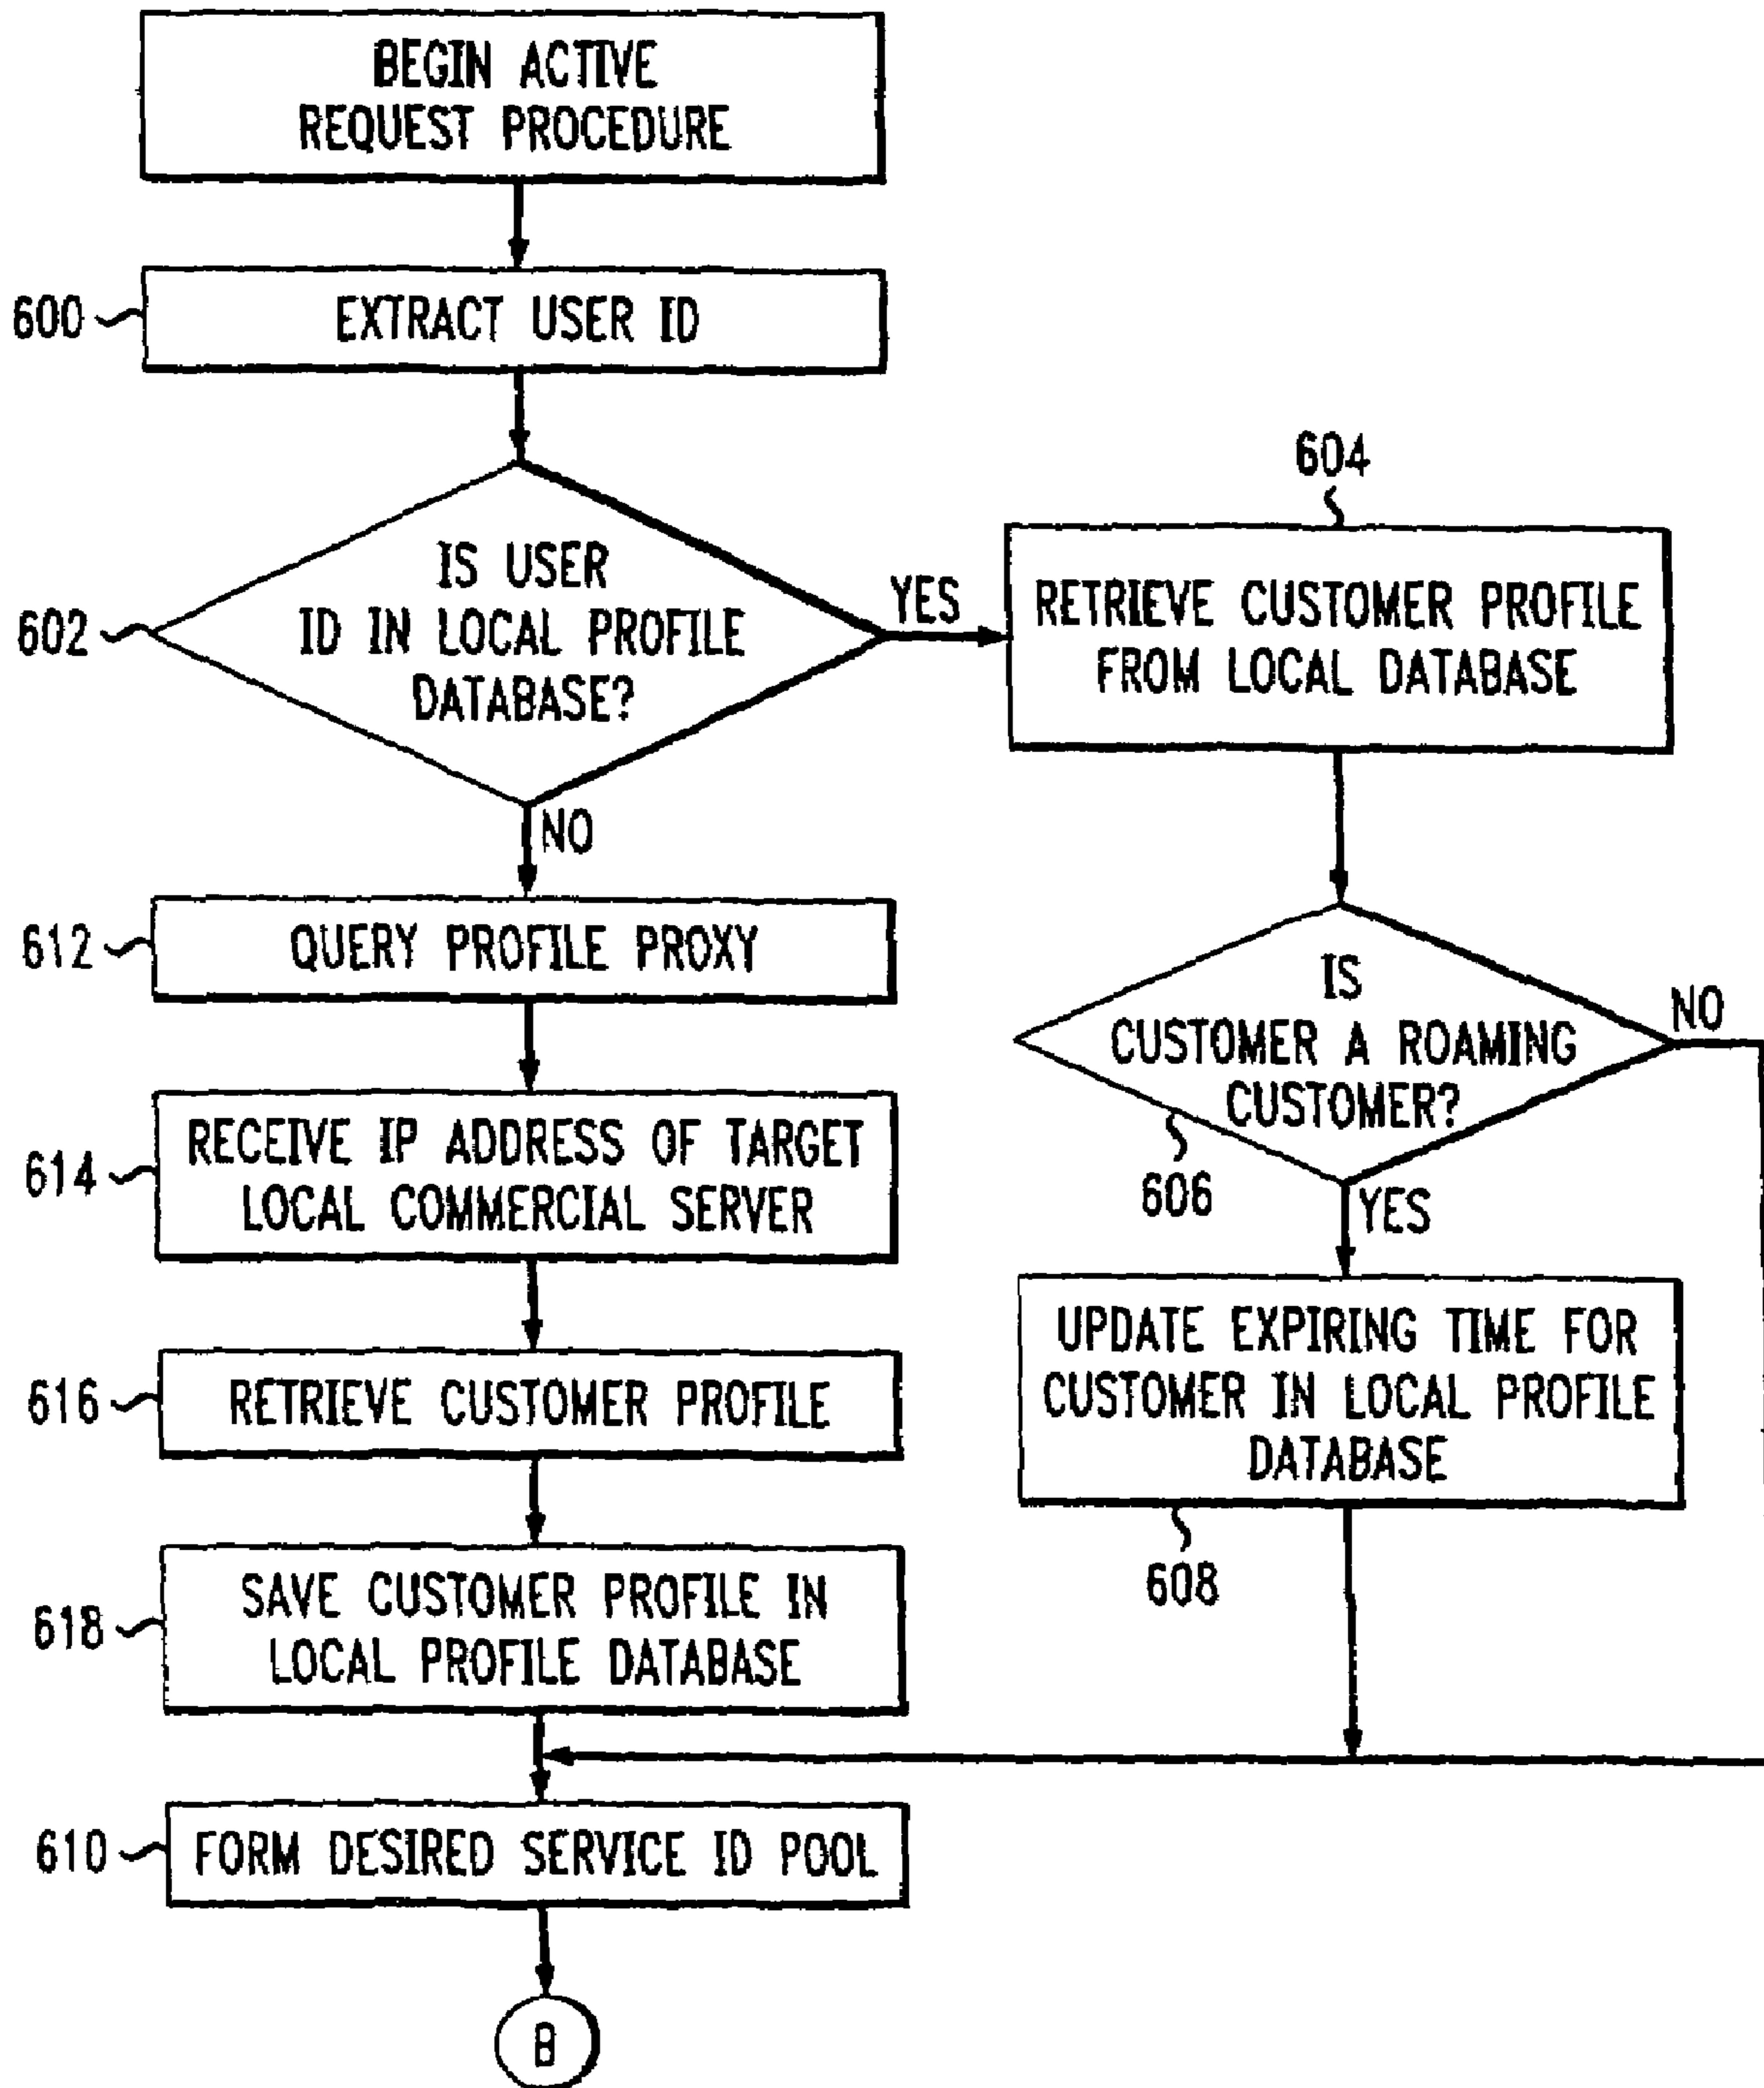 BEGIN ACTIVE
REQUEST PROCEDURE
600
EXTRACT USER ID
602
IS USER
ID IN LOCAL PROFILE
DATABASE?
YES
NO
604
RETRIEVE CUSTOMER PROFILE
FROM LOCAL DATABASE
IS
CUSTOMER A ROAMING
CUSTOMER?
606
NO
YES
UPDATE EXPIRING TIME FOR
CUSTOMER IN LOCAL PROFILE
DATABASE
608
612
QUERY PROFILE PROXY
614
RECEIVE IP ADDRESS OF TARGET
LOCAL COMMERCIAL SERVER
616
RETRIEVE CUSTOMER PROFILE
618
SAVE CUSTOMER PROFILE IN
LOCAL PROFILE DATABASE
610
FORM DESIRED SERVICE ID POOL
B